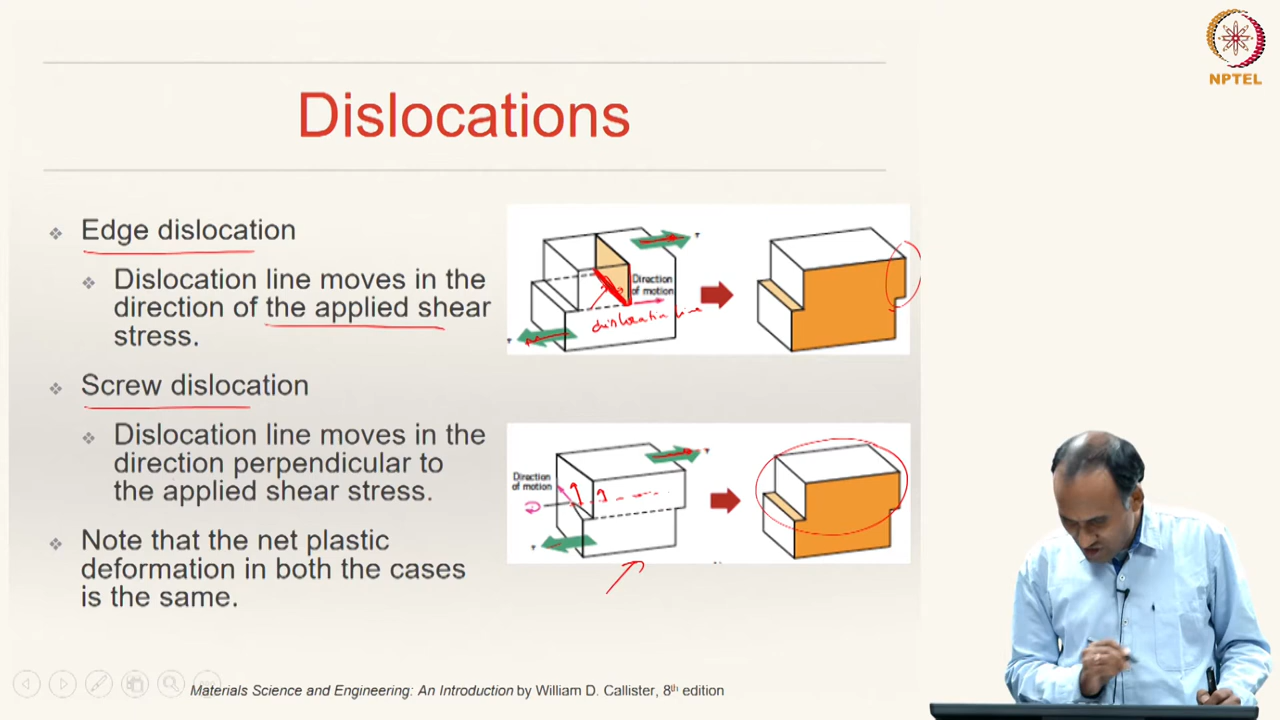 NPTEL
Dislocations
Edge dislocation
Dislocation line moves in the
direction of the applied shear
stress.
Direction
of motion
dislocation line
Screw dislocation
Dislocation line moves in the
direction perpendicular to
the applied shear stress.
Direction
of motion
Note that the net plastic
deformation in both the cases
is the same.
Materials Science and Engineering: An Introduction by William D. Callister, 8th edition